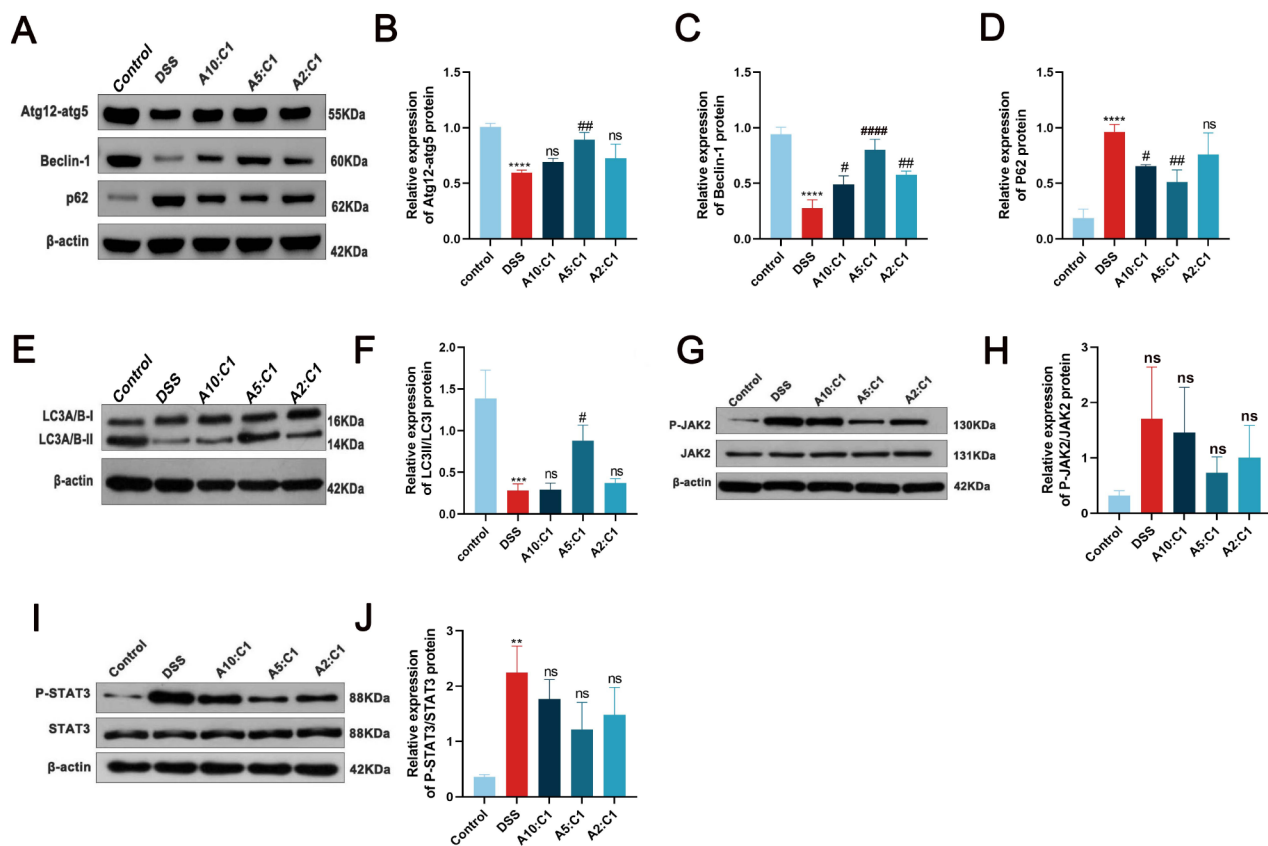 A
Control
DSS
A10:C1
A5:C1
A2:C1
Atg12-atg5
55KDa
Beclin-1
60KDa
p62
62KDa
β-actin
42KDa
B
Relative expression
of Atg12-atg5 protein
1.5
1.0
0.5
0.0
****
ns
##
ns
control
DSS
A10:C1
A5:C1
A2:C1
C
Relative expression
of Beclin-1 protein
1.5
1.0
0.5
0.0
****
#
####
##
control
DSS
A10:C1
A5:C1
A2:C1
D
Relative expression
of P62 protein
1.5
1.0
0.5
0.0
****
#
##
ns
control
DSS
A10:C1
A5:C1
A2:C1
E
Control
DSS
A10:C1
A5:C1
A2:C1
LC3A/B-I
16KDa
LC3A/B-II
14KDa
β-actin
42KDa
F
Relative expression
of LC3II/LC3I protein
2.0
1.5
1.0
0.5
0.0
***
ns
#
ns
control
DSS
A10:C1
A5:C1
A2:C1
G
Control
DSS
A10:C1
A5:C1
A2:C1
P-JAK2
130KDa
JAK2
131KDa
β-actin
42KDa
H
Relative expression
of P-JAK2/JAK2 protein
3
2
1
0
ns
ns
ns
ns
Control
DSS
A10:C1
A5:C1
A2:C1
I
Control
DSS
A10:C1
A5:C1
A2:C1
P-STAT3
88KDa
STAT3
88KDa
β-actin
42KDa
J
Relative expression
of P-STAT3/STAT3 protein
3
2
1
0
**
ns
ns
ns
Control
DSS
A10:C1
A5:C1
A2:C1